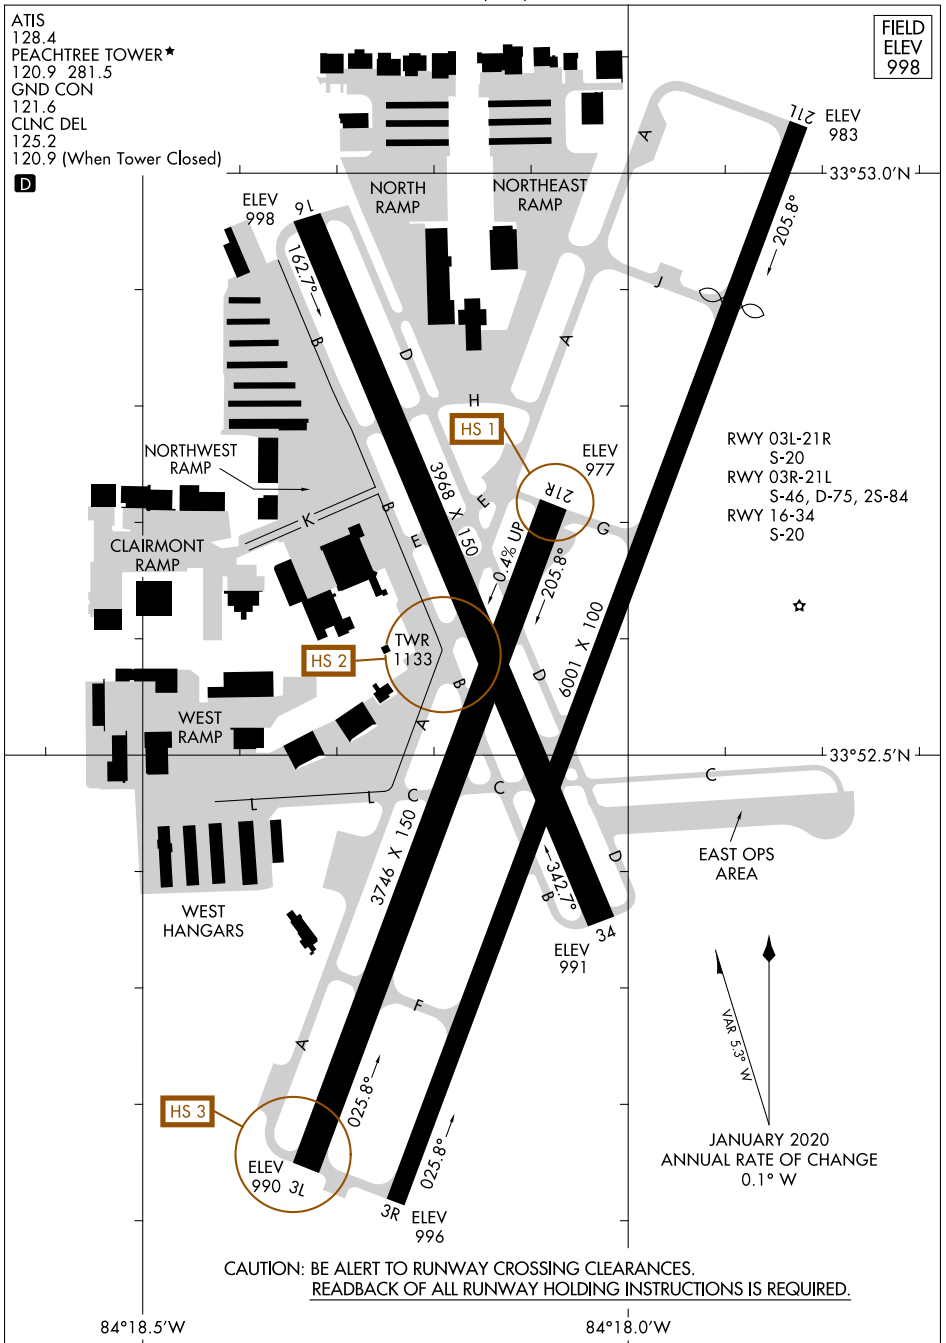 ATIS
128.4
PEACHTREE TOWER★
120.9 281.5
GND CON
121.6
CLNC DEL
125.2
120.9 (When Tower Closed)
D
FIELD
ELEV
998
21L
ELEV
983
A
33°53.0'N
NORTH
RAMP
NORTHEAST
RAMP
ELEV
998
16
162.7°
205.8°
J
B
D
A
H
HS 1
ELEV
977
21R
RWY 03L-21R
S-20
RWY 03R-21L
S-46, D-75, 2S-84
RWY 16-34
S-20
NORTHWEST
RAMP
3968 X 150
E
G
K
B
E
0.4% UP
205.8°
CLAIRMONT
RAMP
TWR
1133
HS 2
B
D
6001 X 100
A
WEST
RAMP
33°52.5'N
L
L
C
C
C
3746 X 150
EAST OPS
AREA
D
342.7°
B
34
ELEV
991
WEST
HANGARS
F
A
025.8°
VAR 5.3° W
HS 3
ELEV
990
3L
025.8°
3R
ELEV
996
JANUARY 2020
ANNUAL RATE OF CHANGE
0.1° W
CAUTION: BE ALERT TO RUNWAY CROSSING CLEARANCES.
READBACK OF ALL RUNWAY HOLDING INSTRUCTIONS IS REQUIRED.
84°18.5'W
84°18.0'W